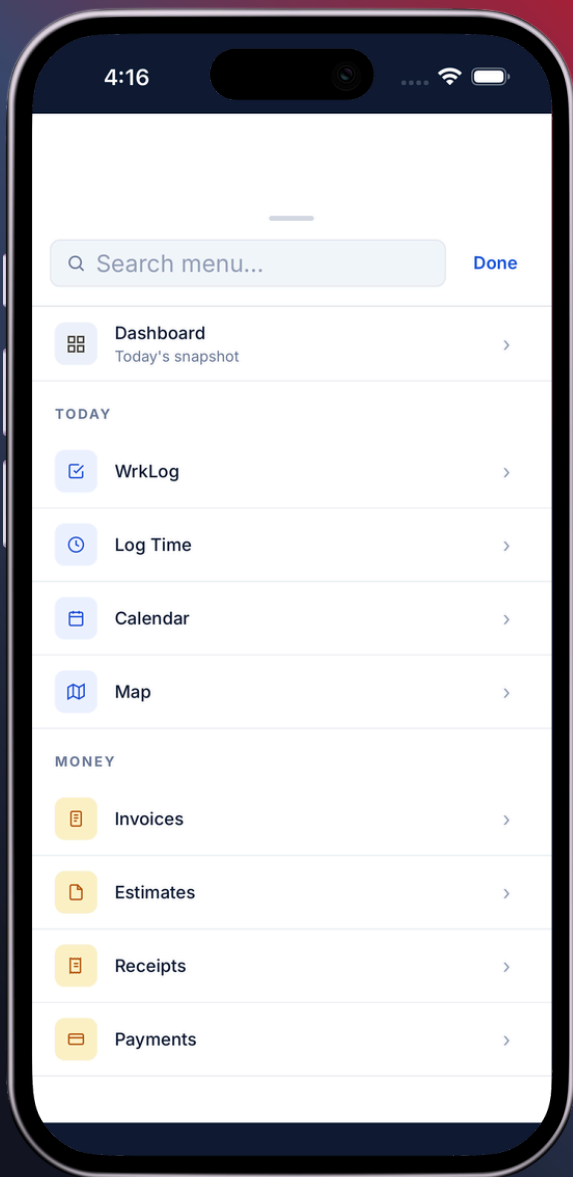 4:16
Search menu...
Done
Dashboard
Today's snapshot
TODAY
WrkLog
Log Time
Calendar
Map
MONEY
Invoices
Estimates
Receipts
Payments